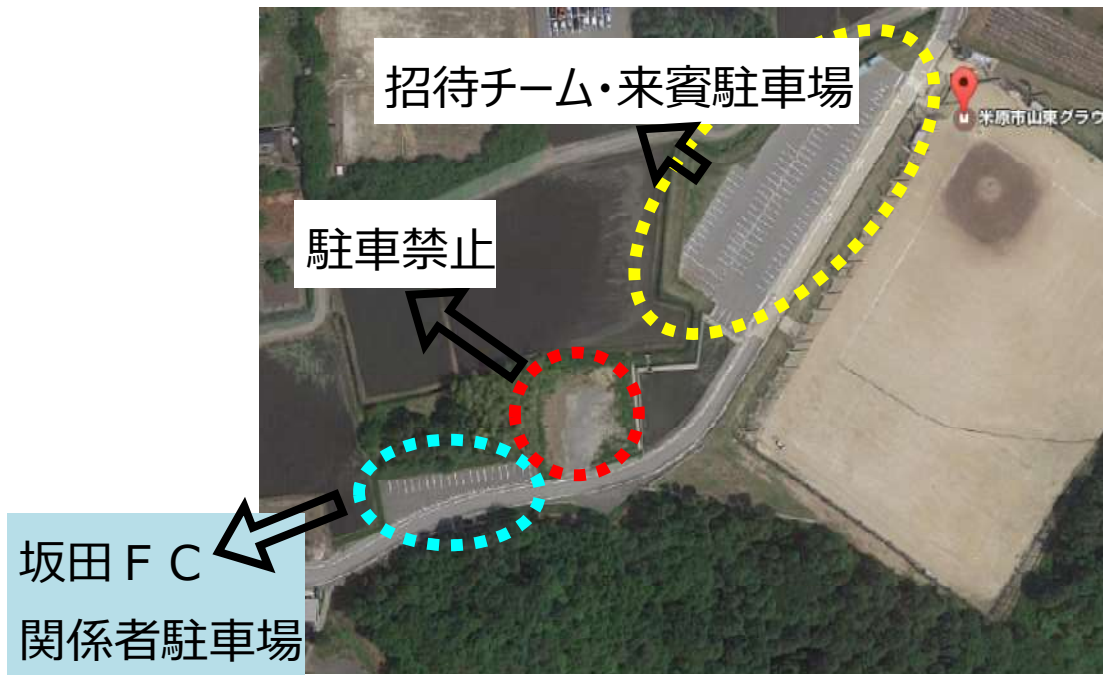 招待チーム・来賓駐車場
米原市山東グラウ
駐車禁止
坂田ＦＣ
関係者駐車場